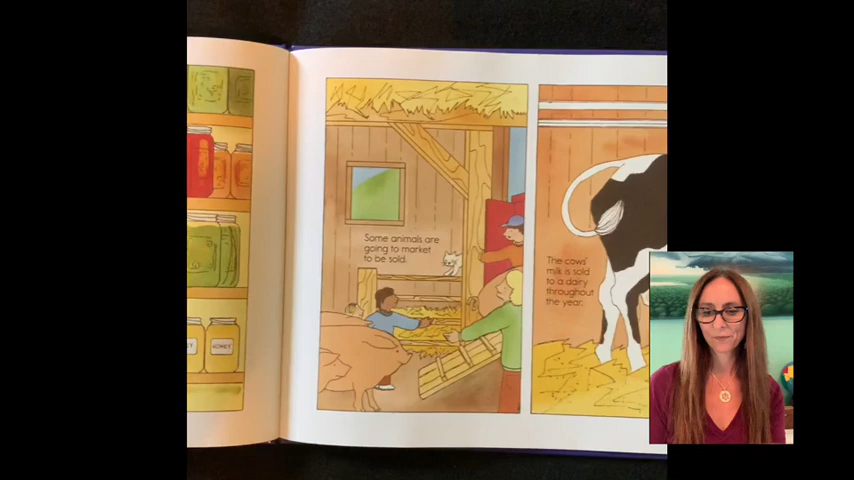 Some animals are
going to market
to be sold.
The cows'
milk is sold
to a dairy
throughout
the year.
HONEY